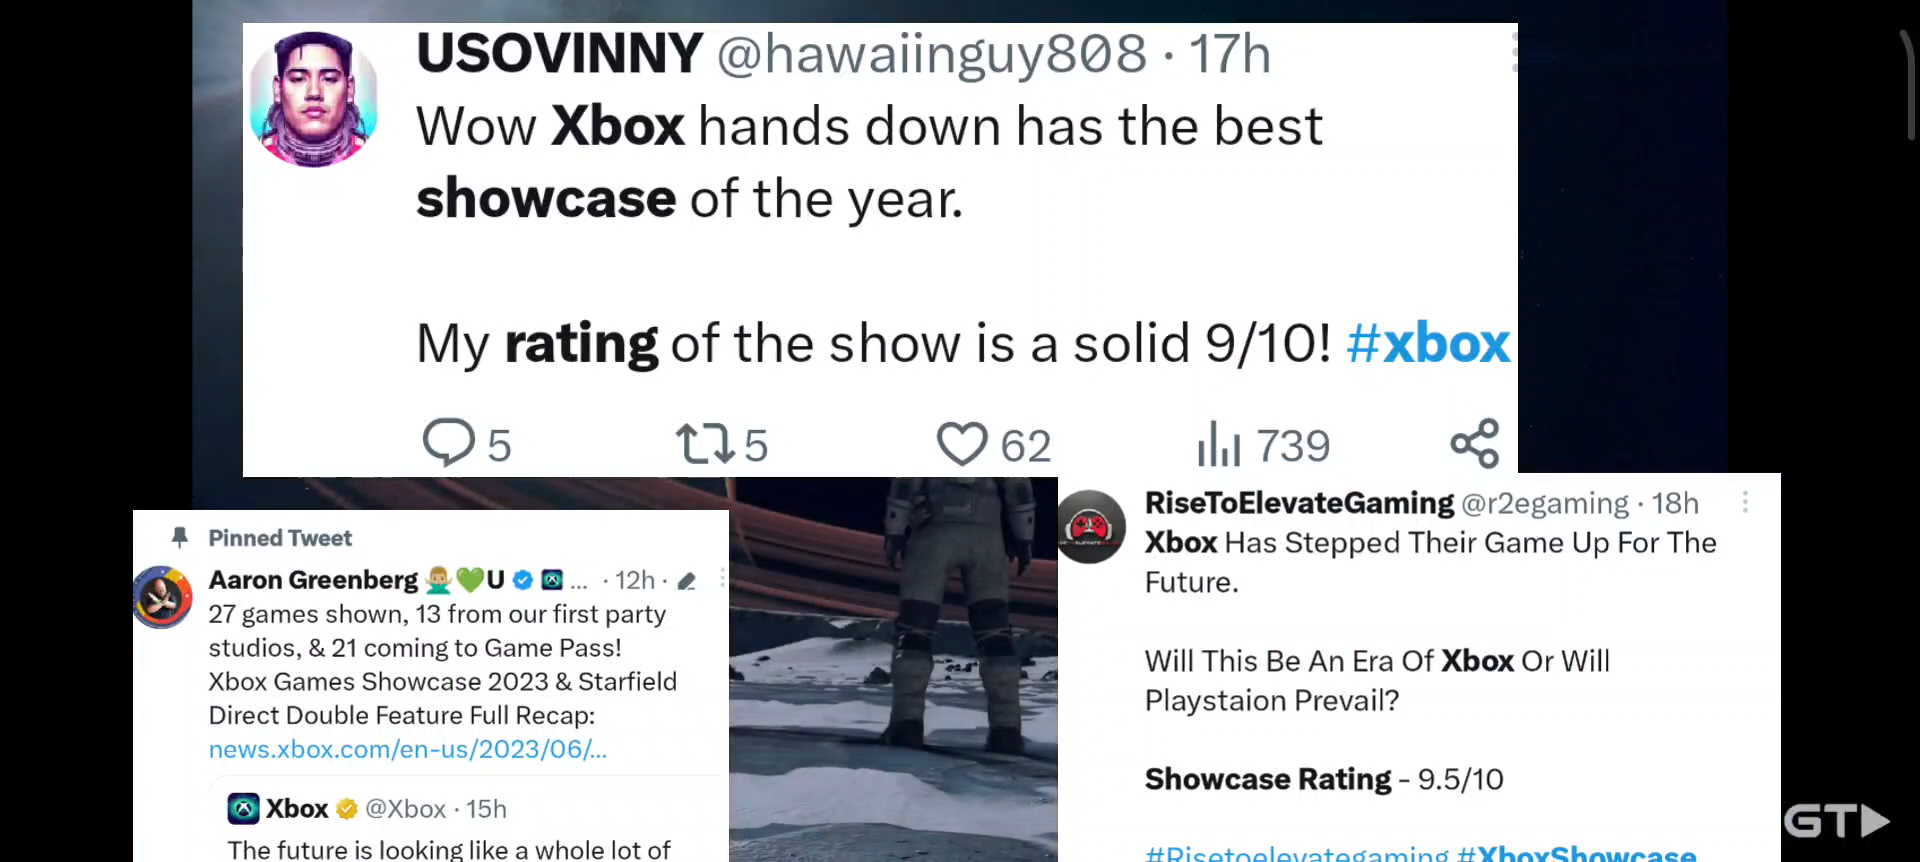 USOVINNY @hawaiinguy808 · 17h
Wow Xbox hands down has the best
showcase of the year.
My rating of the show is a solid 9/10! #xbox
5 5 62 739
Pinned Tweet
Aaron Greenberg 🙅🏼‍♂️💚U ... · 12h ·
27 games shown, 13 from our first party
studios, & 21 coming to Game Pass!
Xbox Games Showcase 2023 & Starfield
Direct Double Feature Full Recap:
news.xbox.com/en-us/2023/06/...
Xbox @Xbox · 15h
The future is looking like a whole lot of
RiseToElevateGaming @r2egaming · 18h
Xbox Has Stepped Their Game Up For The
Future.
Will This Be An Era Of Xbox Or Will
Playstaion Prevail?
Showcase Rating - 9.5/10
#Risetoelevategaming #XboxShowcase
GT